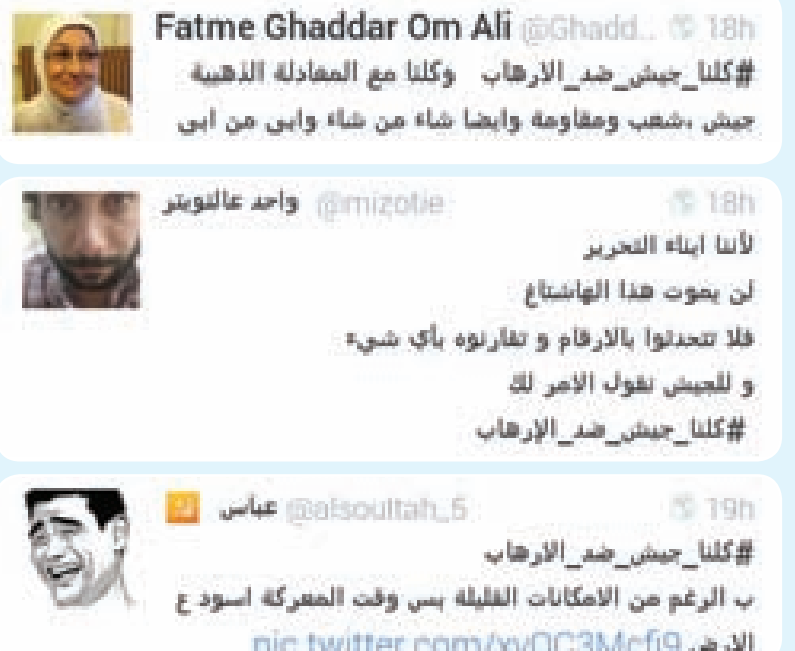 Fatme Ghaddar Om Ali @Ghadd.. 18h
#كلنا_جيش_ضد_الارهاب وكلنا مع المعادلة الذهبية
جيش ،شعب ومقاومة وايضا شاء من شاء وابى من ابى
واحد عالتويتر @mizotie 18h
لأننا ابناء التحرير
لن يموت هذا الهاشتاغ
فلا تتحدثوا بالارقام و تقارنوه بأي شيء
و للجيش نقول الامر لك
#كلنا_جيش_ضد_الإرهاب
عباس @alsoultah_5 19h
#كلنا_جيش_ضد_الارهاب
ب الرغم من الامكانات القليلة بس وقت المعركة اسود ع
الارض